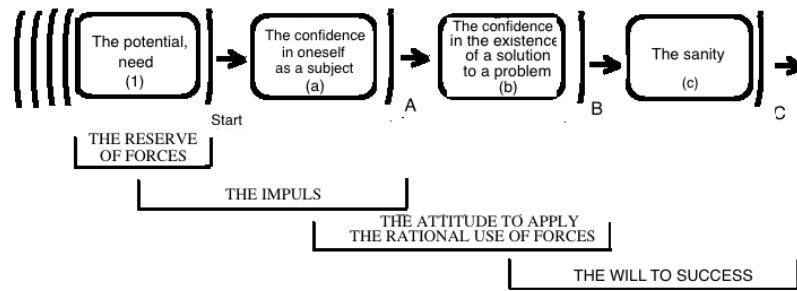 The potential,
need
(1)
Start
The confidence
in oneself
as a subject
(a)
A
The confidence
in the existence
of a solution
to a problem
(b)
B
The sanity
(c)
C
THE RESERVE
OF FORCES
THE IMPULS
THE ATTITUDE TO APPLY
THE RATIONAL USE OF FORCES
THE WILL TO SUCCESS